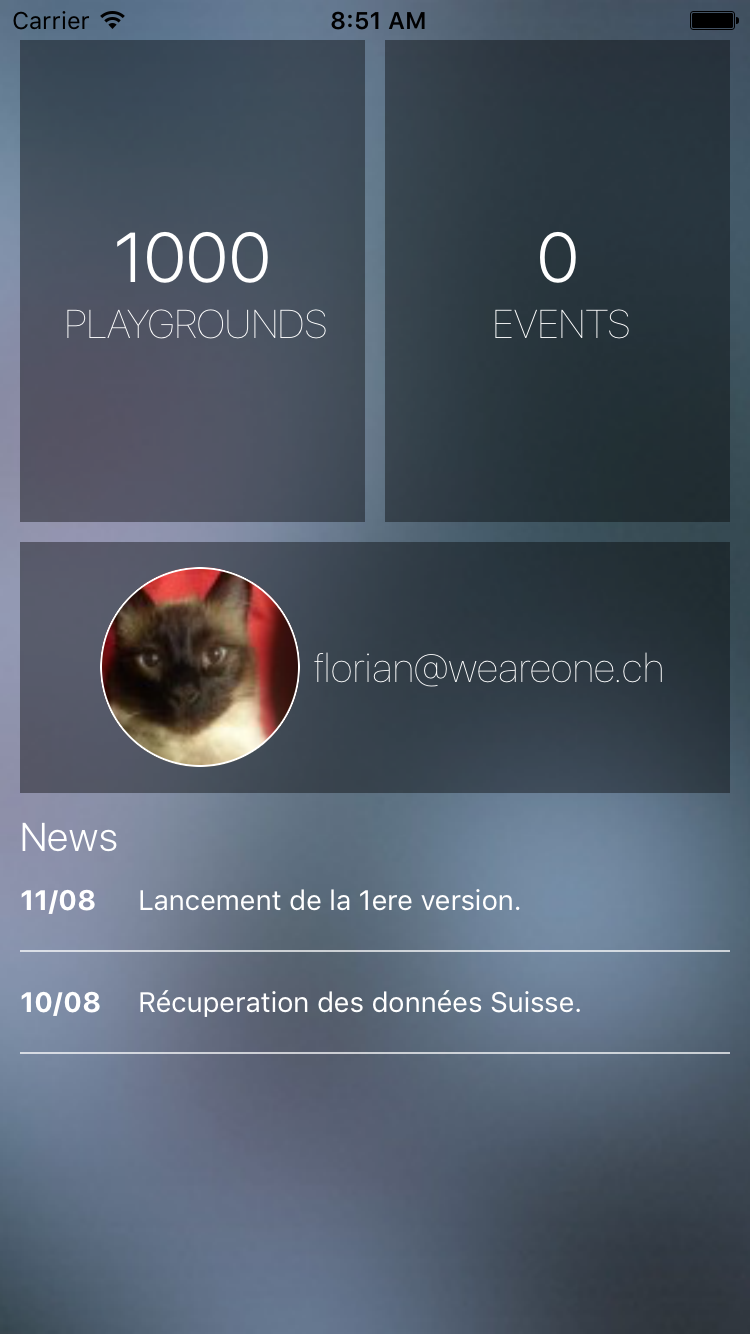 Carrier 8:51 AM
1000
PLAYGROUNDS
0
EVENTS
florian@weareone.ch
News
11/08 Lancement de la 1ere version.
10/08 Récuperation des données Suisse.